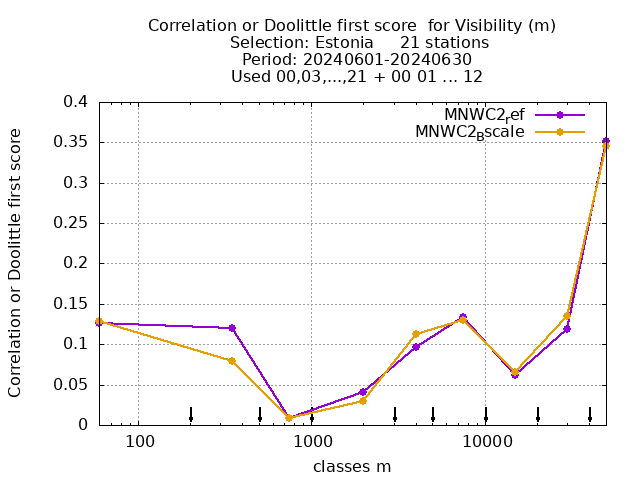 Correlation or Doolittle first score  for Visibility (m)
Selection: Estonia     21 stations
Period: 20240601-20240630
Used 00,03,...,21 + 00 01 ... 12
MNWC2ref
MNWC2Bscale
0.4
0.35
0.3
0.25
0.2
0.15
0.1
0.05
0
Correlation or Doolittle first score
100
1000
10000
classes m